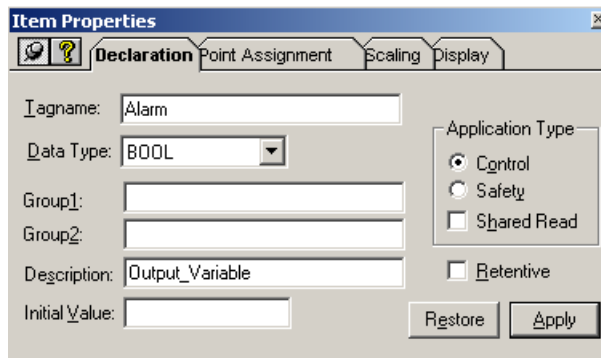 Item Properties
Declaration Point Assignment Scaling Display
Tagname: Alarm
Data Type: BOOL
Group1:
Group2:
Description: Output_Variable
Initial Value:
Application Type
Control
Safety
Shared Read
Retentive
Restore Apply